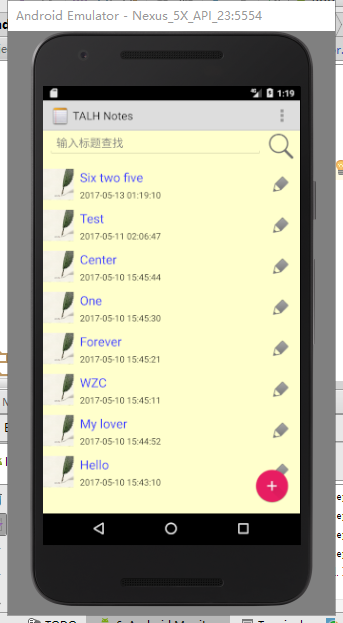 Android Emulator - Nexus_5X_API_23:5554
1:19
TALH Notes
输入标题查找
Six two five
2017-05-13 01:19:10
Test
2017-05-11 02:06:47
Center
2017-05-10 15:45:44
One
2017-05-10 15:45:30
Forever
2017-05-10 15:45:21
WZC
2017-05-10 15:45:11
My lover
2017-05-10 15:44:52
Hello
2017-05-10 15:43:10